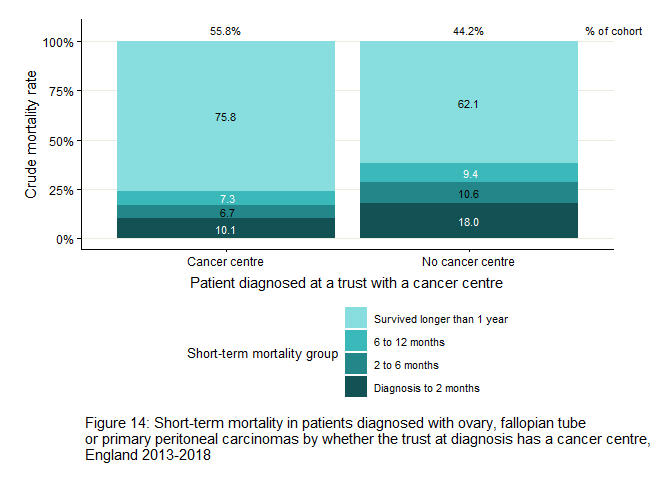 55.8%
44.2%
% of cohort
100%
75%
50%
25%
0%
Crude mortality rate
75.8
7.3
6.7
10.1
62.1
9.4
10.6
18.0
Cancer centre
No cancer centre
Patient diagnosed at a trust with a cancer centre
Short-term mortality group
Survived longer than 1 year
6 to 12 months
2 to 6 months
Diagnosis to 2 months
Figure 14: Short-term mortality in patients diagnosed with ovary, fallopian tube
or primary peritoneal carcinomas by whether the trust at diagnosis has a cancer centre,
England 2013-2018